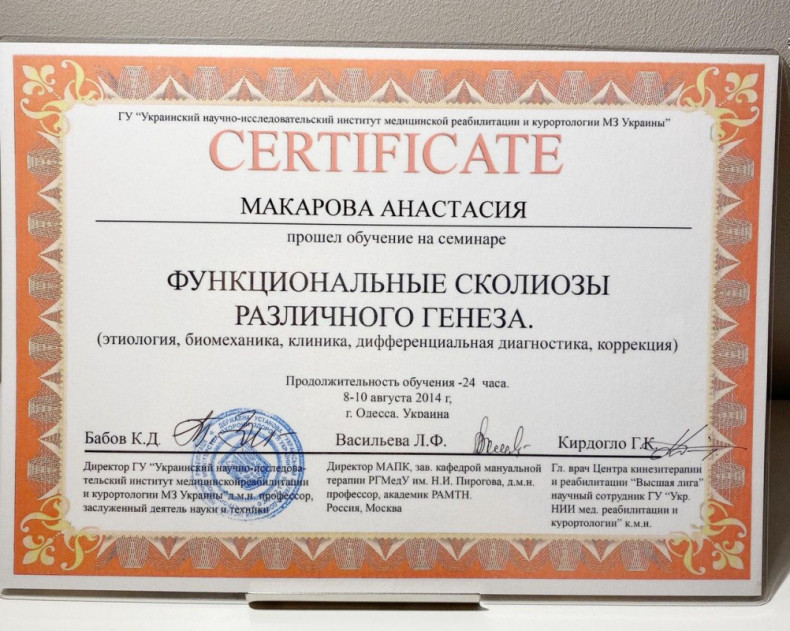 ГУ "Украинский научно-исследовательский институт медицинской реабилитации и курортологии МЗ Украины"
CERTIFICATE
МАКАРОВА АНАСТАСИЯ
прошел обучение на семинаре
ФУНКЦИОНАЛЬНЫЕ СКОЛИОЗЫ
РАЗЛИЧНОГО ГЕНЕЗА.
(этиология, биомеханика, клиника, дифференциальная диагностика, коррекция)
Продолжительность обучения -24 часа.
8-10 августа 2014 г,
г. Одесса. Украина
Бабов К.Д.
Директор ГУ "Украинский научно-исследова-
тельский институт медицинскойреабилитации
и курортологии МЗ Украины" д.м.н. профессор,
заслуженный деятель науки и техники
Васильева Л.Ф.
Директор МАПК, зав. кафедрой мануальной
терапии РГМедУ им. Н.И. Пирогова, д.м.н.
профессор, академик РАМТН.
Россия, Москва
Кирдогло Г.К.
Гл. врач Центра кинезитерапии
и реабилитации "Высшая лига"
научный сотрудник ГУ "Укр.
НИИ мед. реабилитации и
курортологии" к.м.н.